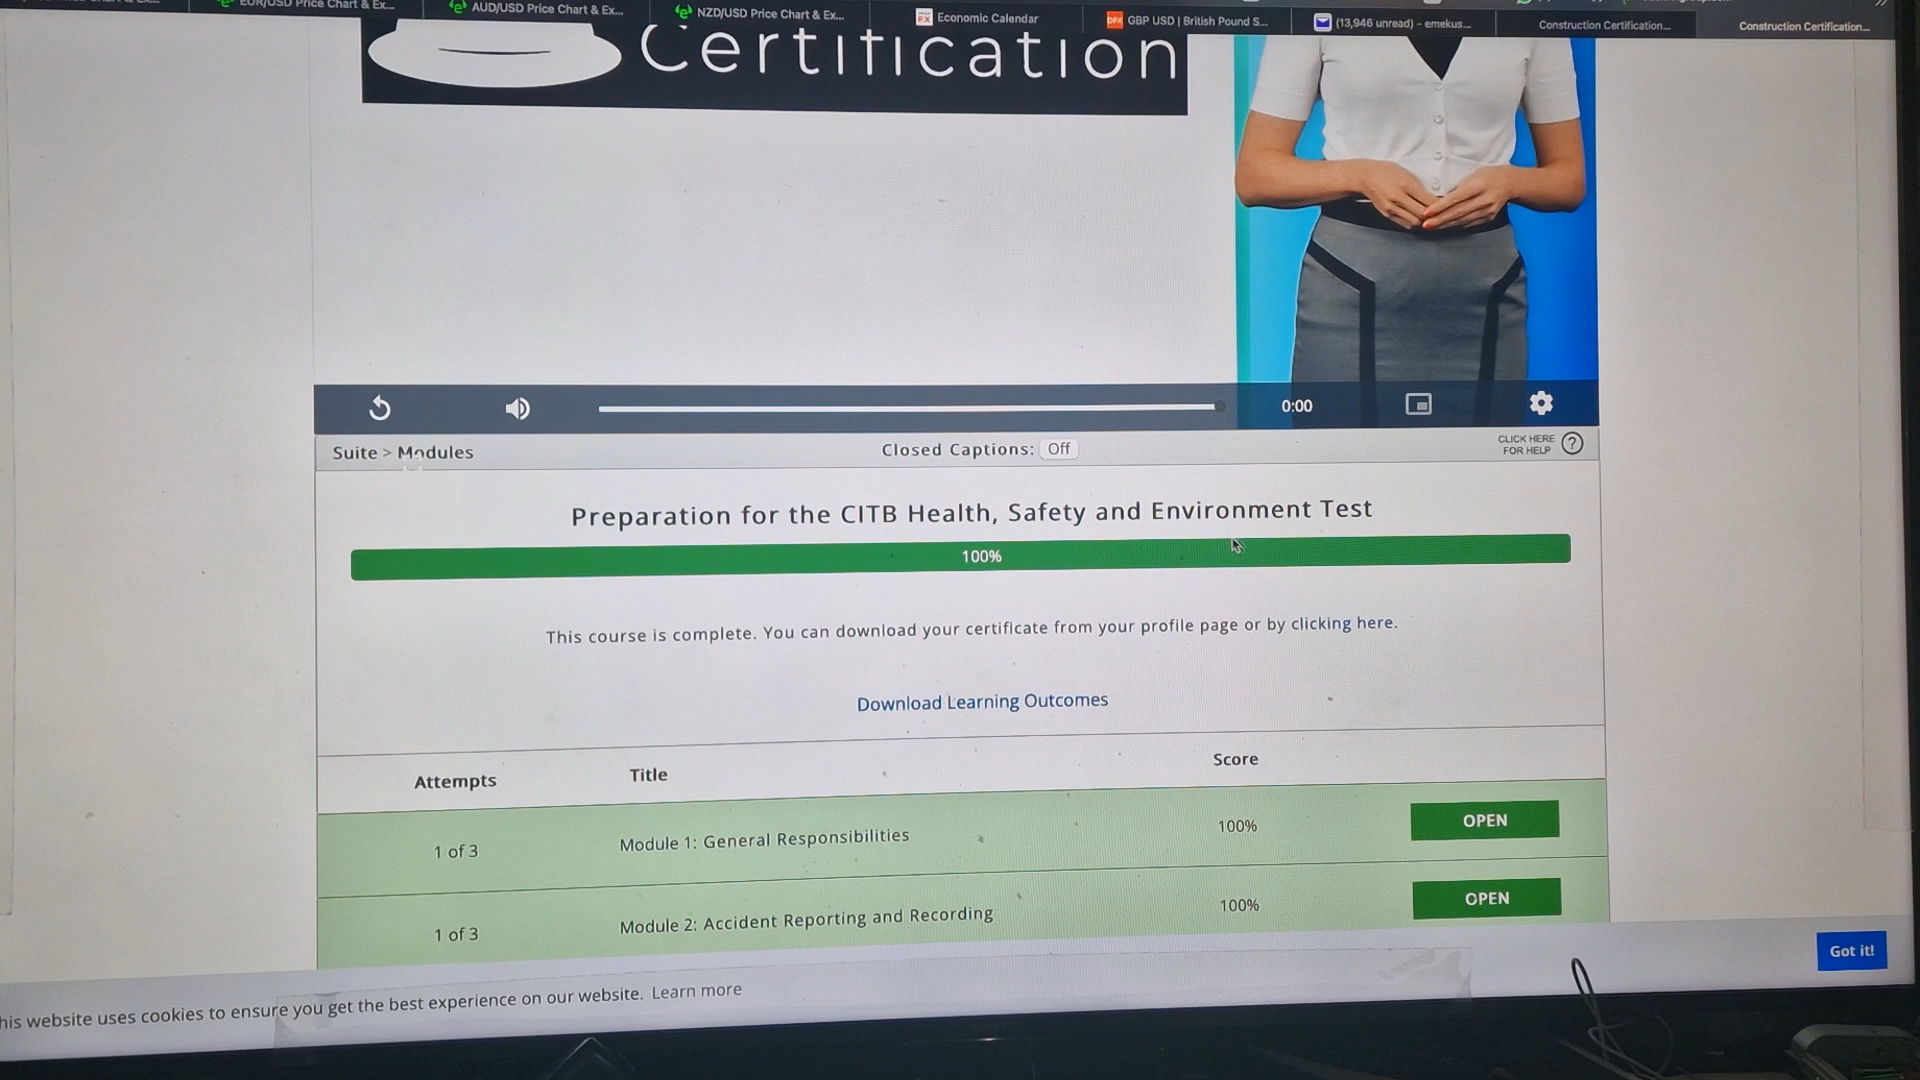 EUR/USD Price Chart & Ex...
AUD/USD Price Chart & Ex...
NZD/USD Price Chart & Ex...
Economic Calendar
GBP USD | British Pound S...
(13,946 unread) - emekus...
Construction Certification...
Construction Certification...
Certification
0:00
Suite > Modules
Closed Captions: Off
CLICK HERE
FOR HELP
Preparation for the CITB Health, Safety and Environment Test
100%
This course is complete. You can download your certificate from your profile page or by clicking here.
Download Learning Outcomes
Attempts Title Score
1 of 3 Module 1: General Responsibilities 100% OPEN
1 of 3 Module 2: Accident Reporting and Recording 100% OPEN
Got it!
his website uses cookies to ensure you get the best experience on our website. Learn more